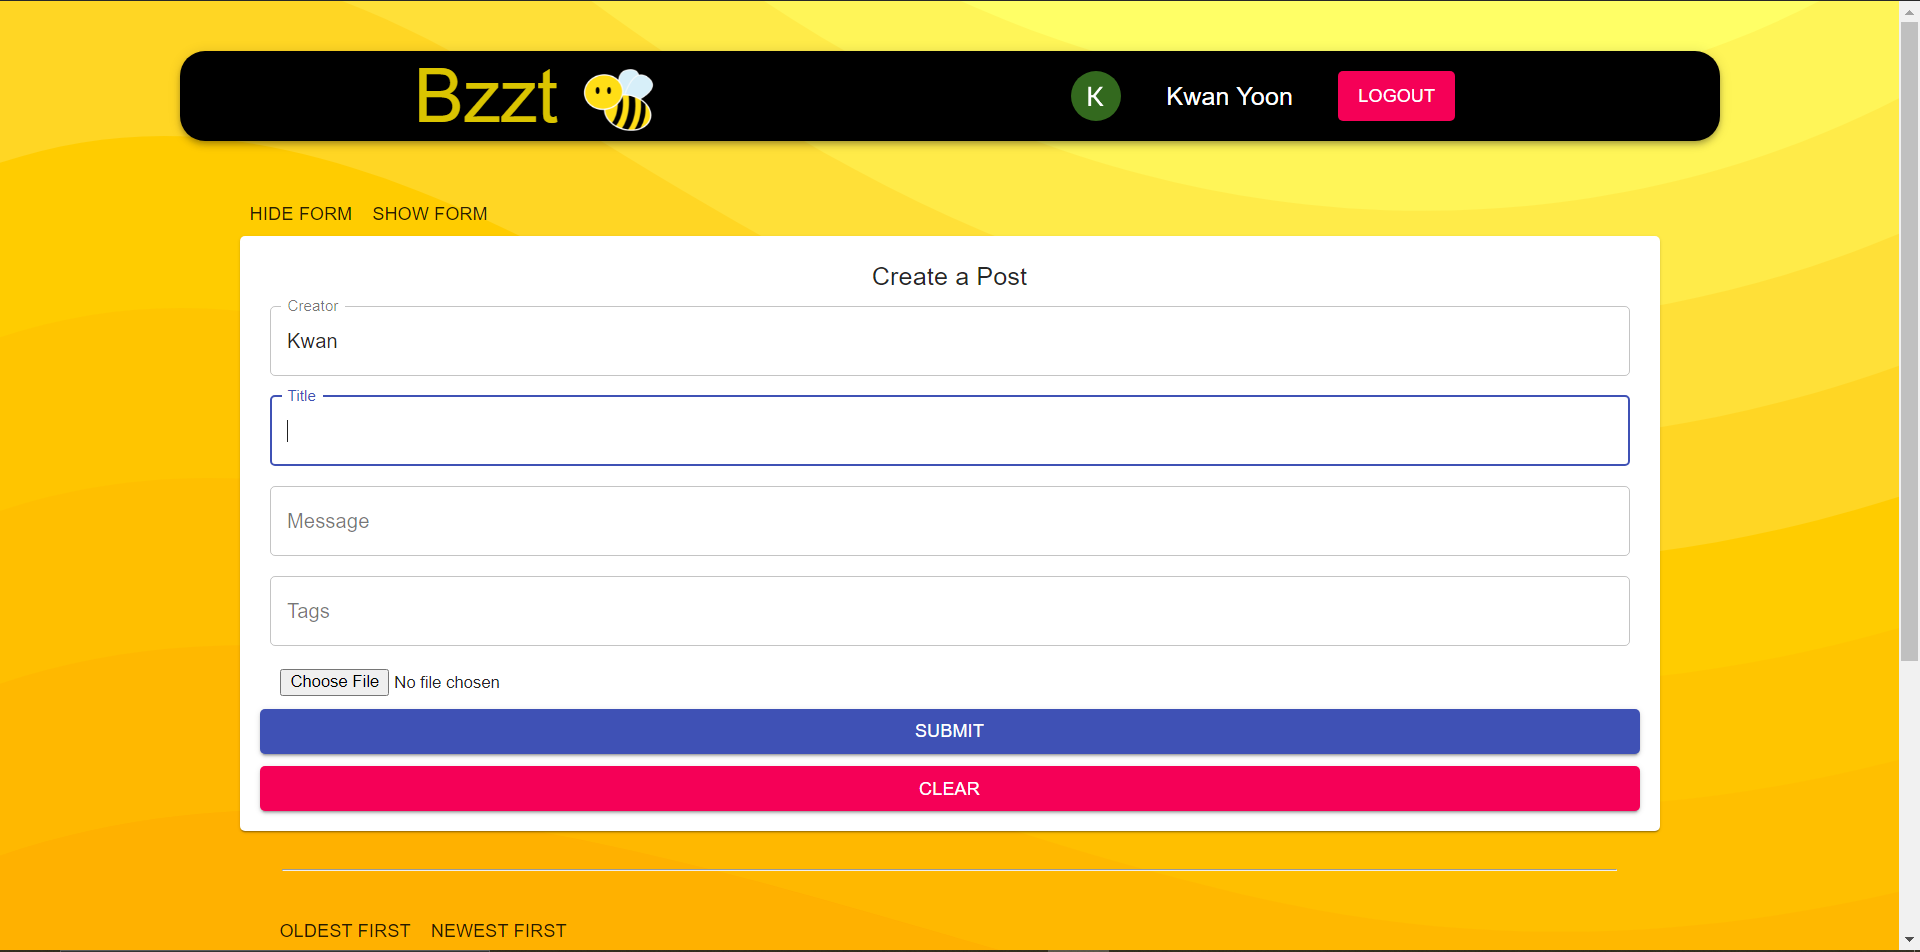 Bzzt
K Kwan Yoon LOGOUT
HIDE FORM SHOW FORM
Create a Post
Creator
Kwan
Title
Message
Tags
Choose File No file chosen
SUBMIT
CLEAR
OLDEST FIRST NEWEST FIRST